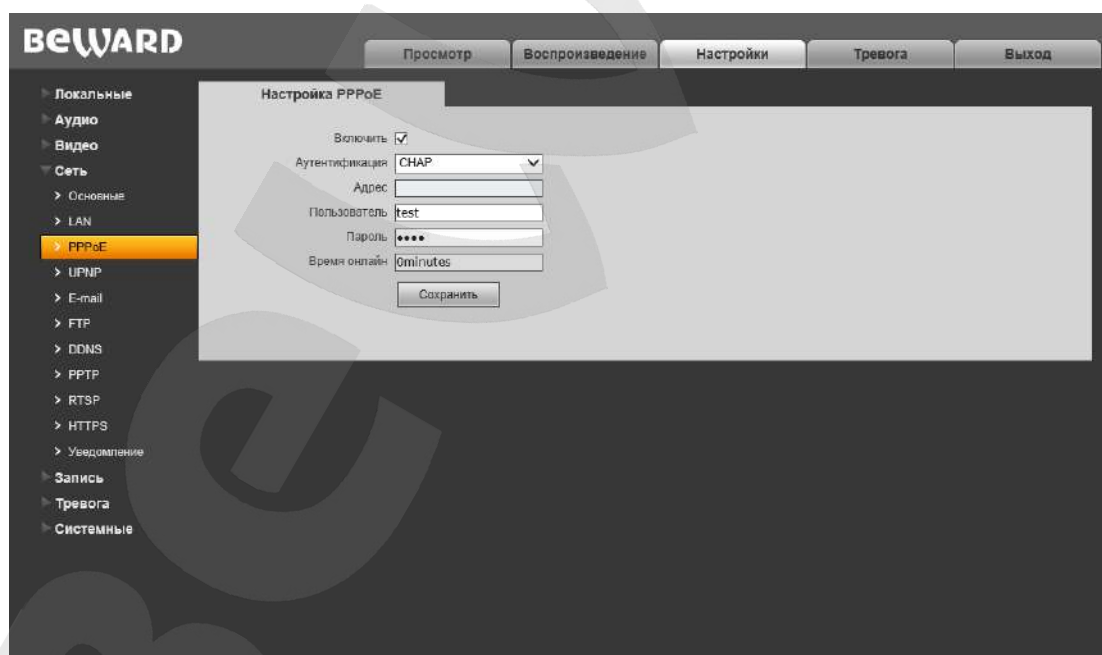 BEWARD
Просмотр Воспроизведение Настройки Тревога Выход
Локальные
Аудио
Видео
Сеть
> Основные
> LAN
> PPPoE
> UPNP
> E-mail
> FTP
> DDNS
> PPTP
> RTSP
> HTTPS
> Уведомление
Запись
Тревога
Системные
Настройка PPPoE
Включить
Аутентификация CHAP
Адрес
Пользователь test
Пароль ••••
Время онлайн 0minutes
Сохранить